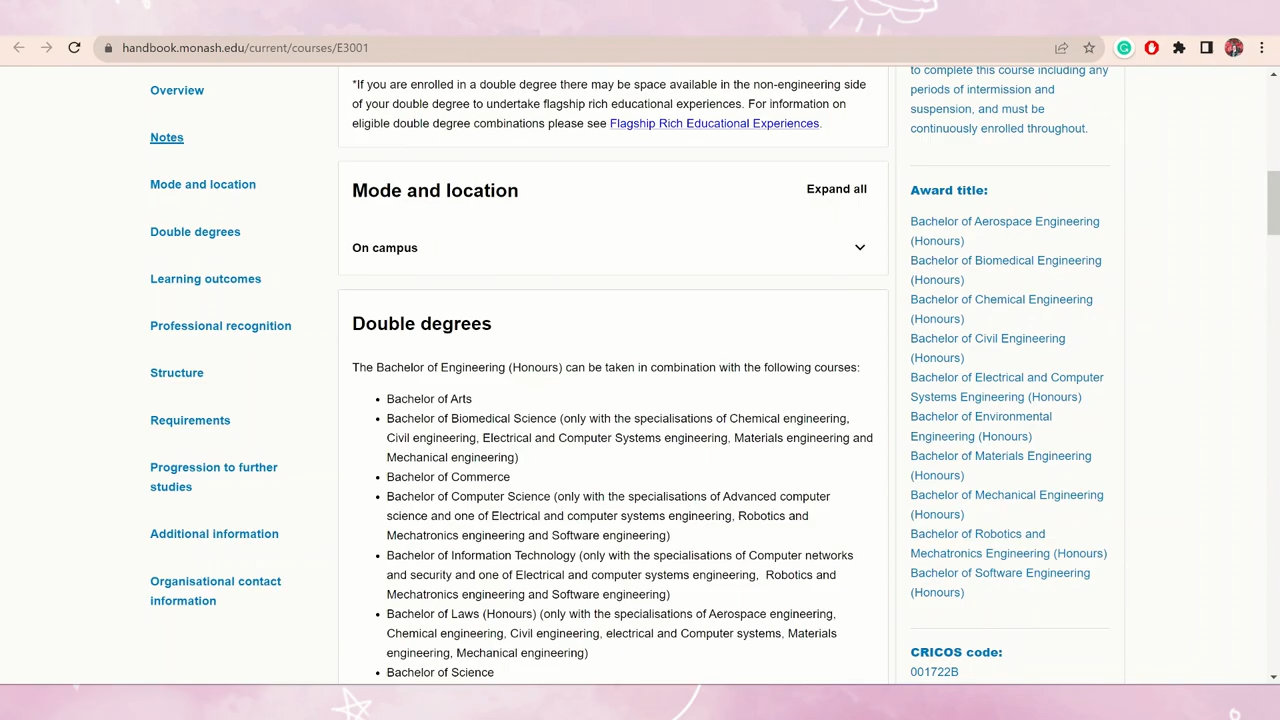 handbook.monash.edu/current/courses/E3001
Overview
Notes
Mode and location
Double degrees
Learning outcomes
Professional recognition
Structure
Requirements
Progression to further
studies
Additional information
Organisational contact
information
*If you are enrolled in a double degree there may be space available in the non-engineering side
of your double degree to undertake flagship rich educational experiences. For information on
eligible double degree combinations please see Flagship Rich Educational Experiences.
Mode and location
Expand all
On campus
Double degrees
The Bachelor of Engineering (Honours) can be taken in combination with the following courses:
• Bachelor of Arts
• Bachelor of Biomedical Science (only with the specialisations of Chemical engineering,
Civil engineering, Electrical and Computer Systems engineering, Materials engineering and
Mechanical engineering)
• Bachelor of Commerce
• Bachelor of Computer Science (only with the specialisations of Advanced computer
science and one of Electrical and computer systems engineering, Robotics and
Mechatronics engineering and Software engineering)
• Bachelor of Information Technology (only with the specialisations of Computer networks
and security and one of Electrical and computer systems engineering,  Robotics and
Mechatronics engineering and Software engineering)
• Bachelor of Laws (Honours) (only with the specialisations of Aerospace engineering,
Chemical engineering, Civil engineering, electrical and Computer systems, Materials
engineering, Mechanical engineering)
• Bachelor of Science
to complete this course including any
periods of intermission and
suspension, and must be
continuously enrolled throughout.
Award title:
Bachelor of Aerospace Engineering
(Honours)
Bachelor of Biomedical Engineering
(Honours)
Bachelor of Chemical Engineering
(Honours)
Bachelor of Civil Engineering
(Honours)
Bachelor of Electrical and Computer
Systems Engineering (Honours)
Bachelor of Environmental
Engineering (Honours)
Bachelor of Materials Engineering
(Honours)
Bachelor of Mechanical Engineering
(Honours)
Bachelor of Robotics and
Mechatronics Engineering (Honours)
Bachelor of Software Engineering
(Honours)
CRICOS code:
001722B